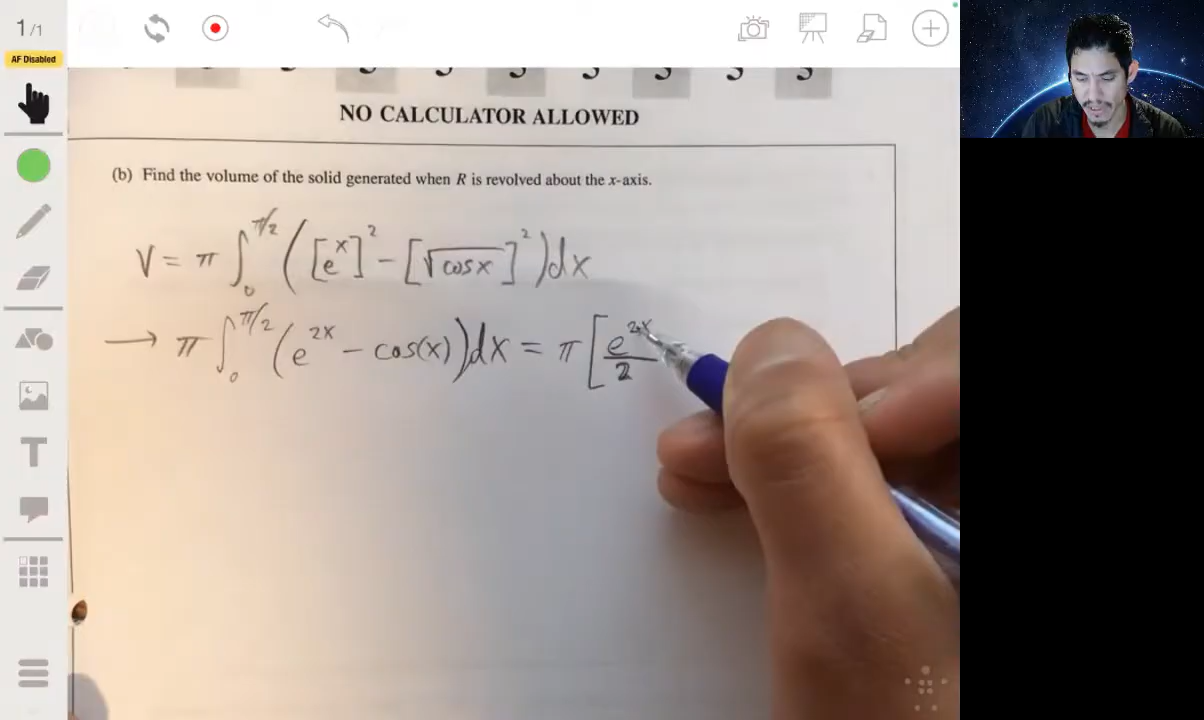 1/1
AF Disabled
NO CALCULATOR ALLOWED
(b) Find the volume of the solid generated when R is revolved about the x-axis.
V = π ∫₀^(π/2) ([e^x]² - [√cosx]²)dx
→ π ∫₀^(π/2) (e^(2x) - cos(x))dx = π [e^(2x)/2
T